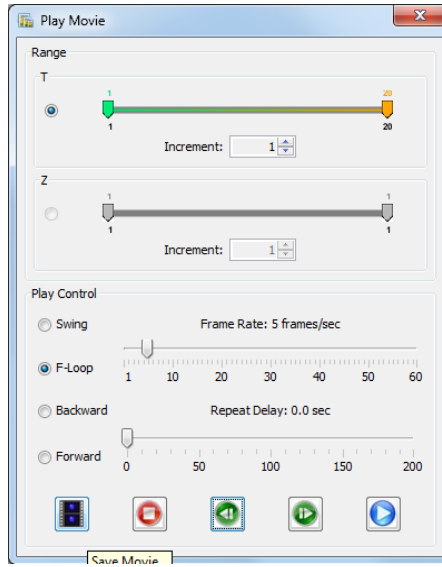 Play Movie
Range
T
1 20
1 20
Increment: 1
Z
1 1
1 1
Increment: 1
Play Control
Swing
Frame Rate: 5 frames/sec
F-Loop
1 10 20 30 40 50 60
Backward
Repeat Delay: 0.0 sec
Forward
0 50 100 150 200
Save Movie